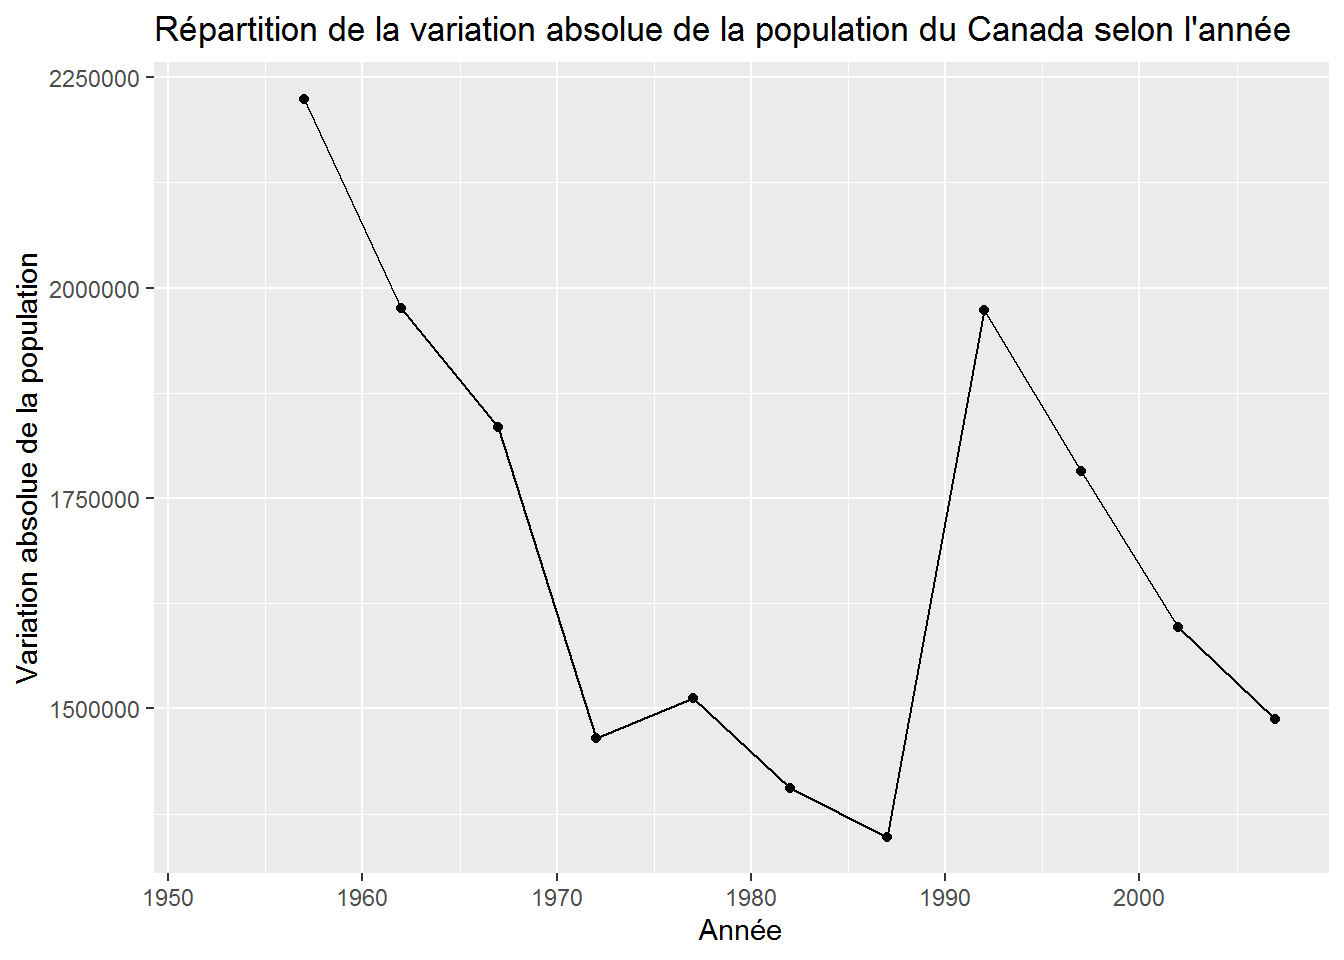 Répartition de la variation absolue de la population du Canada selon l'année
Variation absolue de la population
2250000
2000000
1750000
1500000
1950 1960 1970 1980 1990 2000
Année